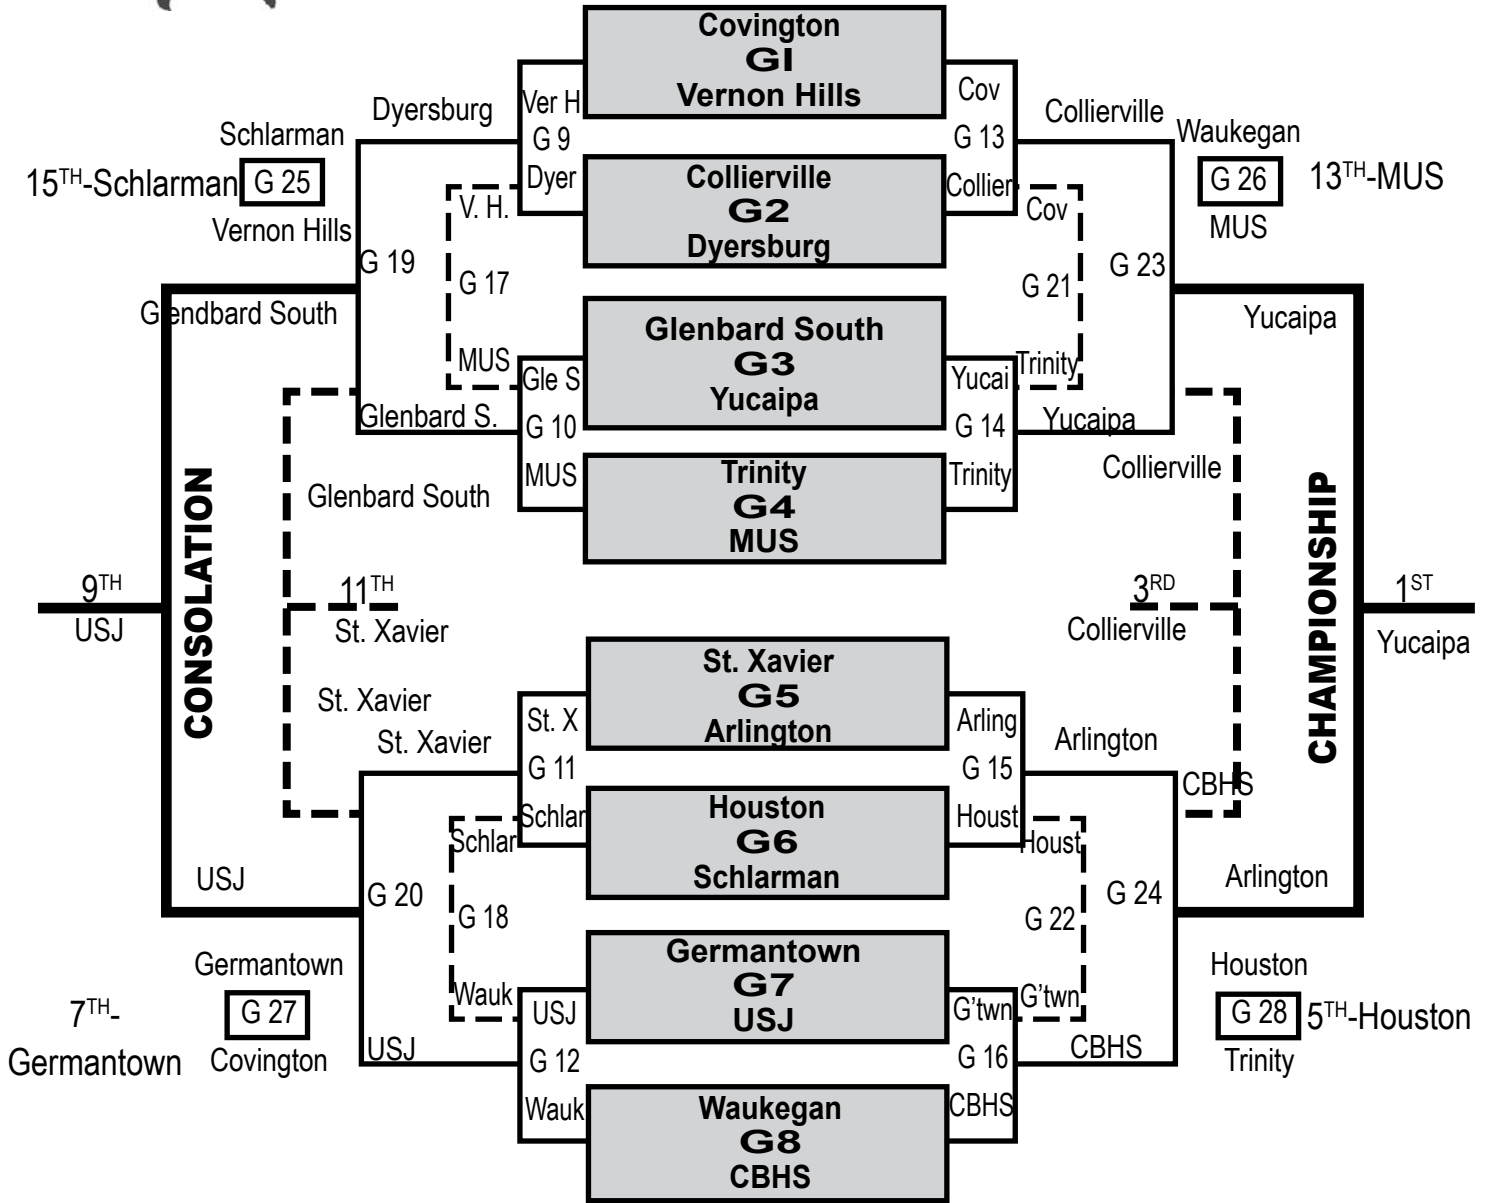 Covington
G1
Vernon Hills
Ver H
G 9
Dyer
Cov
G 13
Collier
Dyersburg
Collierville
Schlarman
15TH-Schlarman
G 25
Vernon Hills
Waukegan
G 26
13TH-MUS
MUS
Collierville
G2
Dyersburg
V. H.
G 17
MUS
Cov
G 21
Trinity
G 19
G 23
Glendbard South
Yucaipa
Glenbard South
G3
Yucaipa
Gle S
G 10
MUS
Yucai
G 14
Trinity
Glenbard S.
Yucaipa
Trinity
G4
MUS
Glenbard South
Collierville
CONSOLATION
CHAMPIONSHIP
9TH
USJ
11TH
St. Xavier
3RD
Collierville
1ST
Yucaipa
St. Xavier
G5
Arlington
St. Xavier
St. Xavier
St. X
G 11
Schlar
Arling
G 15
Houst
Arlington
CBHS
Houston
G6
Schlarman
Schlar
G 18
Wauk
Houst
G 22
G'twn
USJ
G 20
G 24
Arlington
Germantown
G7
USJ
Germantown
7TH-
Germantown
G 27
Covington
USJ
USJ
G 12
Wauk
G'twn
G 16
CBHS
CBHS
Houston
G 28
5TH-Houston
Trinity
Waukegan
G8
CBHS